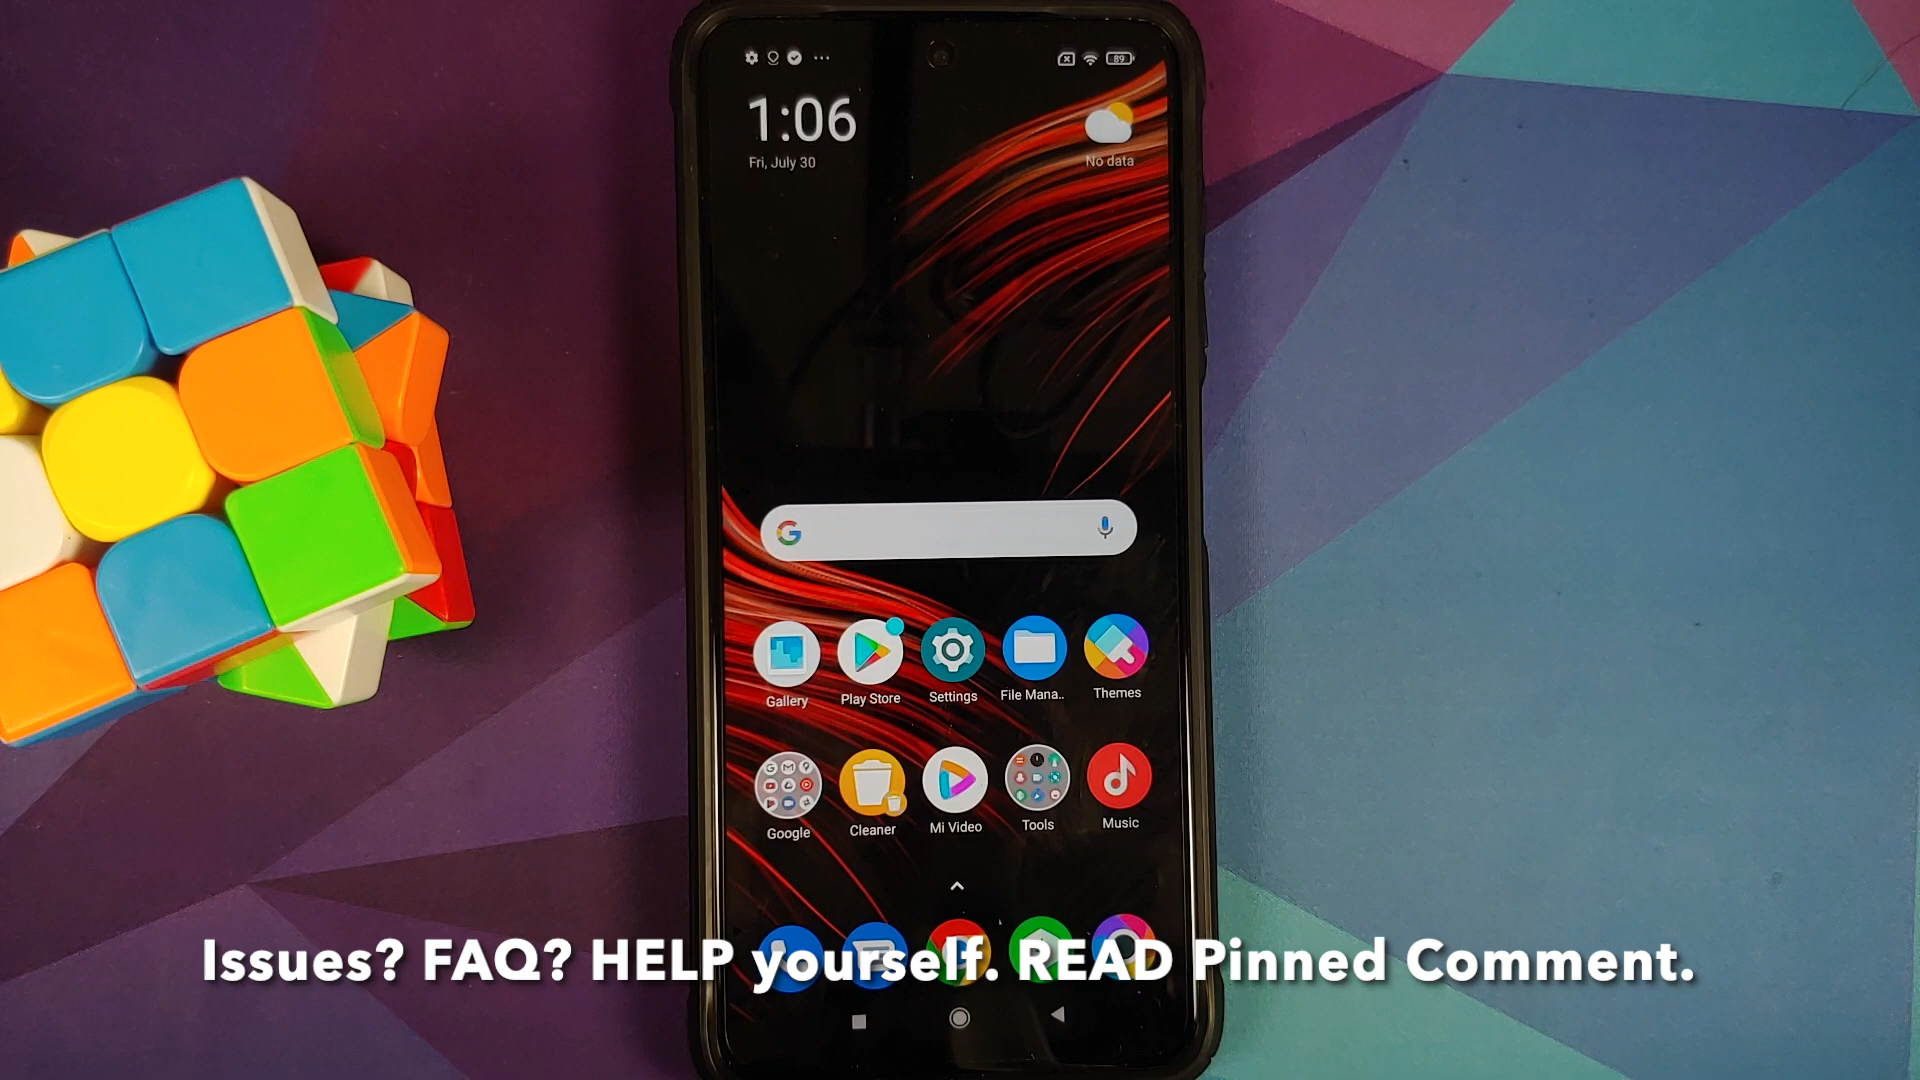 89
1:06
Fri, July 30
No data
Gallery
Play Store
Settings
File Mana..
Themes
Google
Cleaner
Mi Video
Tools
Music
Issues? FAQ? HELP yourself. READ Pinned Comment.